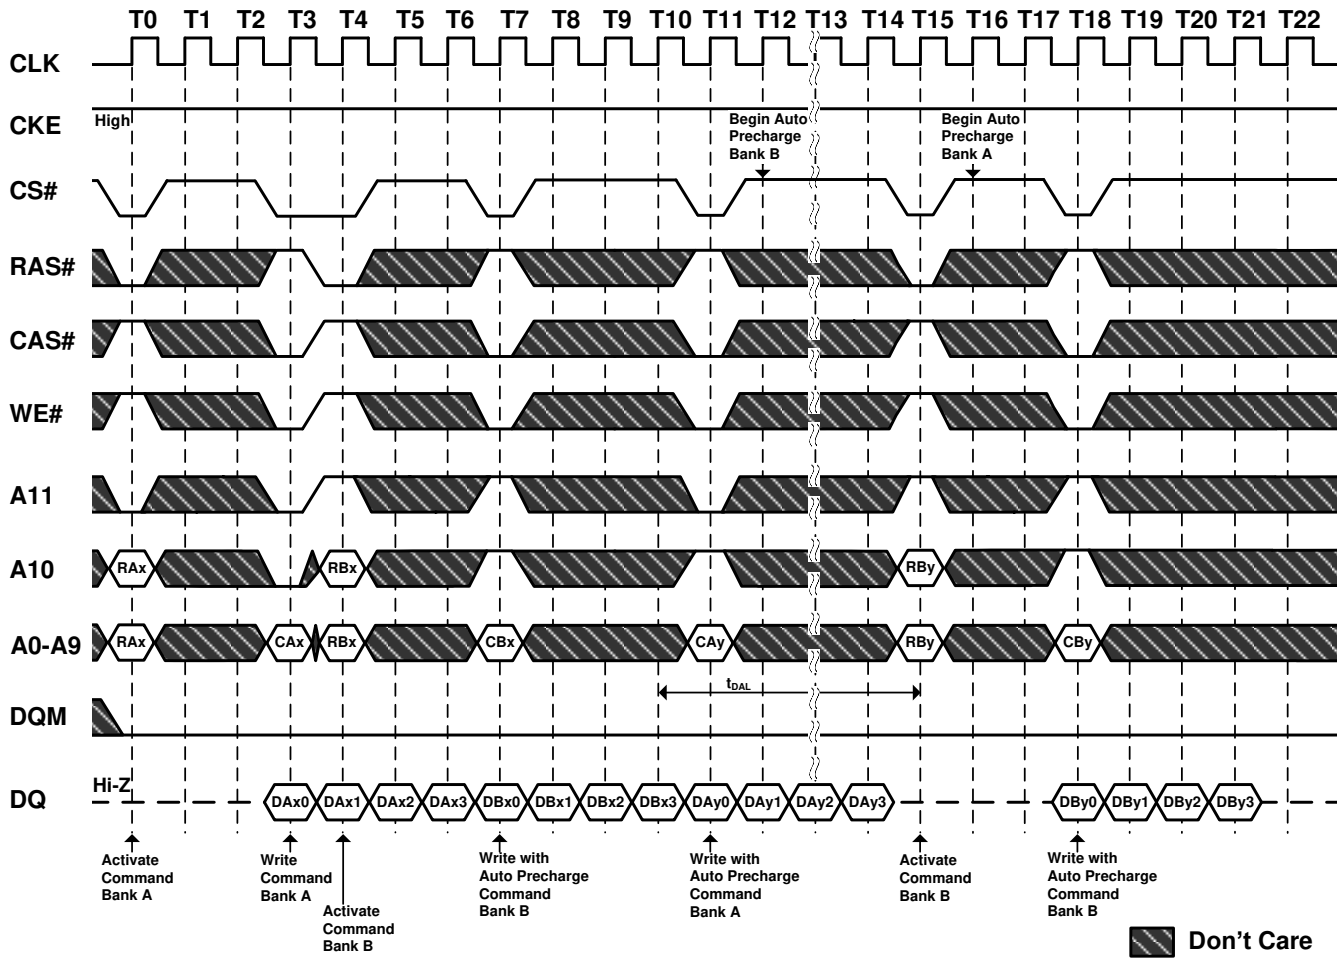 T0 T1 T2 T3 T4 T5 T6 T7 T8 T9 T10 T11 T12 T13 T14 T15 T16 T17 T18 T19 T20 T21 T22
CLK
CKE High
Begin Auto
Precharge
Bank B
Begin Auto
Precharge
Bank A
CS#
RAS#
CAS#
WE#
A11
A10 RAx RBx RBy
A0-A9 RAx CAx RBx CBx CAy RBy CBy
tDAL
DQM
DQ Hi-Z DAx0 DAx1 DAx2 DAx3 DBx0 DBx1 DBx2 DBx3 DAy0 DAy1 DAy2 DAy3 DBy0 DBy1 DBy2 DBy3
Activate
Command
Bank A
Write
Command
Bank A
Activate
Command
Bank B
Write with
Auto Precharge
Command
Bank B
Write with
Auto Precharge
Command
Bank A
Activate
Command
Bank B
Write with
Auto Precharge
Command
Bank B
Don't Care